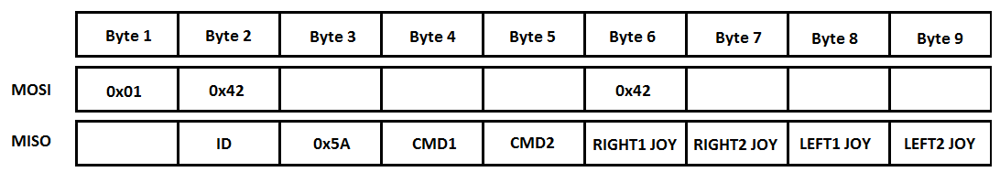 Byte 1 Byte 2 Byte 3 Byte 4 Byte 5 Byte 6 Byte 7 Byte 8 Byte 9
MOSI 0x01 0x42 0x42
MISO ID 0x5A CMD1 CMD2 RIGHT1 JOY RIGHT2 JOY LEFT1 JOY LEFT2 JOY